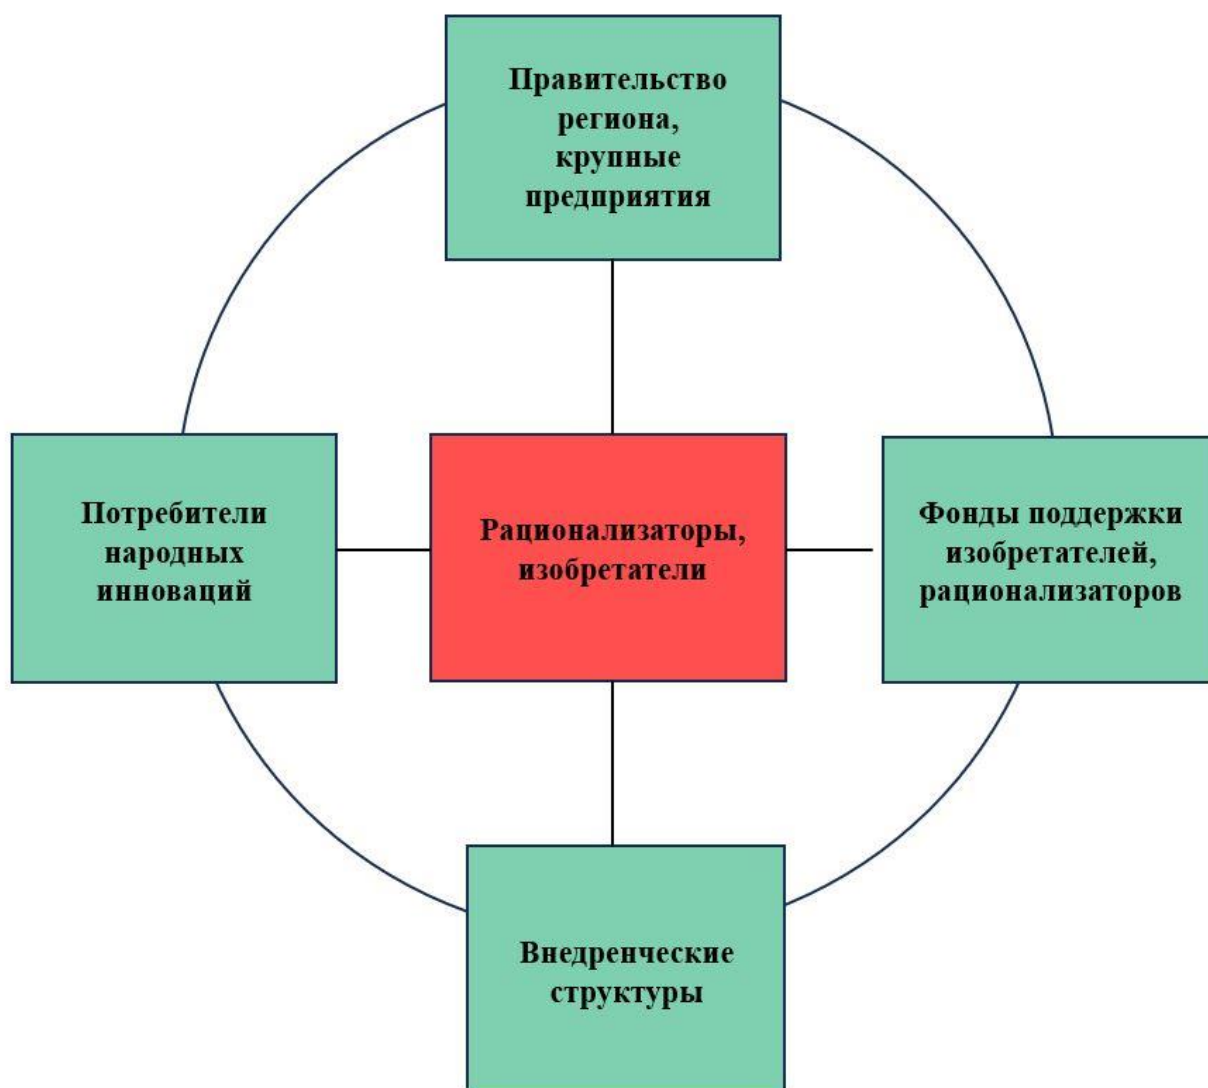 Правительство
региона,
крупные
предприятия
Потребители
народных
инноваций
Рационализаторы,
изобретатели
Фонды поддержки
изобретателей,
рационализаторов
Внедренческие
структуры